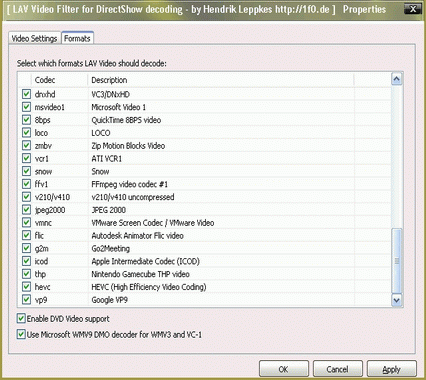 [ LAV Video Filter for DirectShow decoding - by Hendrik Leppkes http://1f0.de ] Properties
Video Settings Formats
Select which formats LAV Video should decode:
Codec Description
dnxhd VC3/DNxHD
msvideo1 Microsoft Video 1
8bps QuickTime 8BPS video
loco LOCO
zmbv Zip Motion Blocks Video
vcr1 ATI VCR1
snow Snow
ffv1 FFmpeg video codec #1
v210/v410 v210/v410 uncompressed
jpeg2000 JPEG 2000
vmnc VMware Screen Codec / VMware Video
flic Autodesk Animator Flic video
g2m Go2Meeting
icod Apple Intermediate Codec (ICOD)
thp Nintendo Gamecube THP video
hevc HEVC (High Efficiency Video Coding)
vp9 Google VP9
Enable DVD Video support
Use Microsoft WMV9 DMO decoder for WMV3 and VC-1
OK Cancel Apply